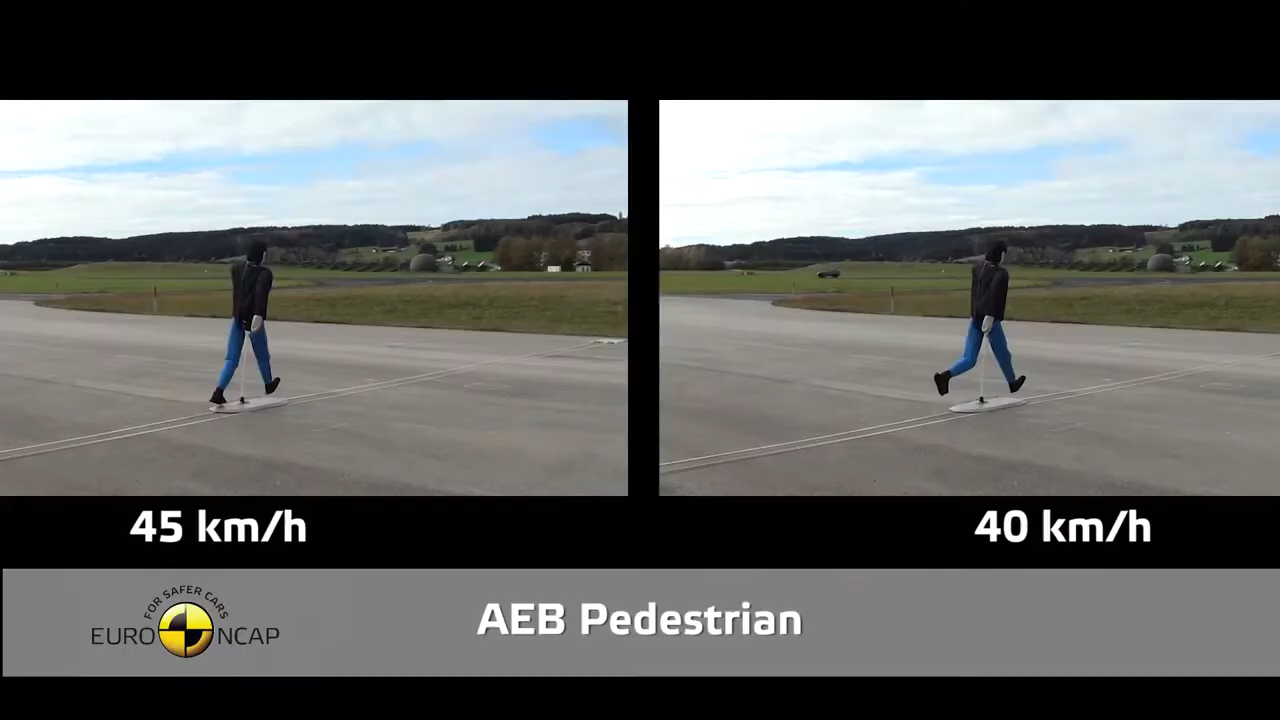 45 km/h
40 km/h
FOR SAFER CARS
EURO NCAP
AEB Pedestrian